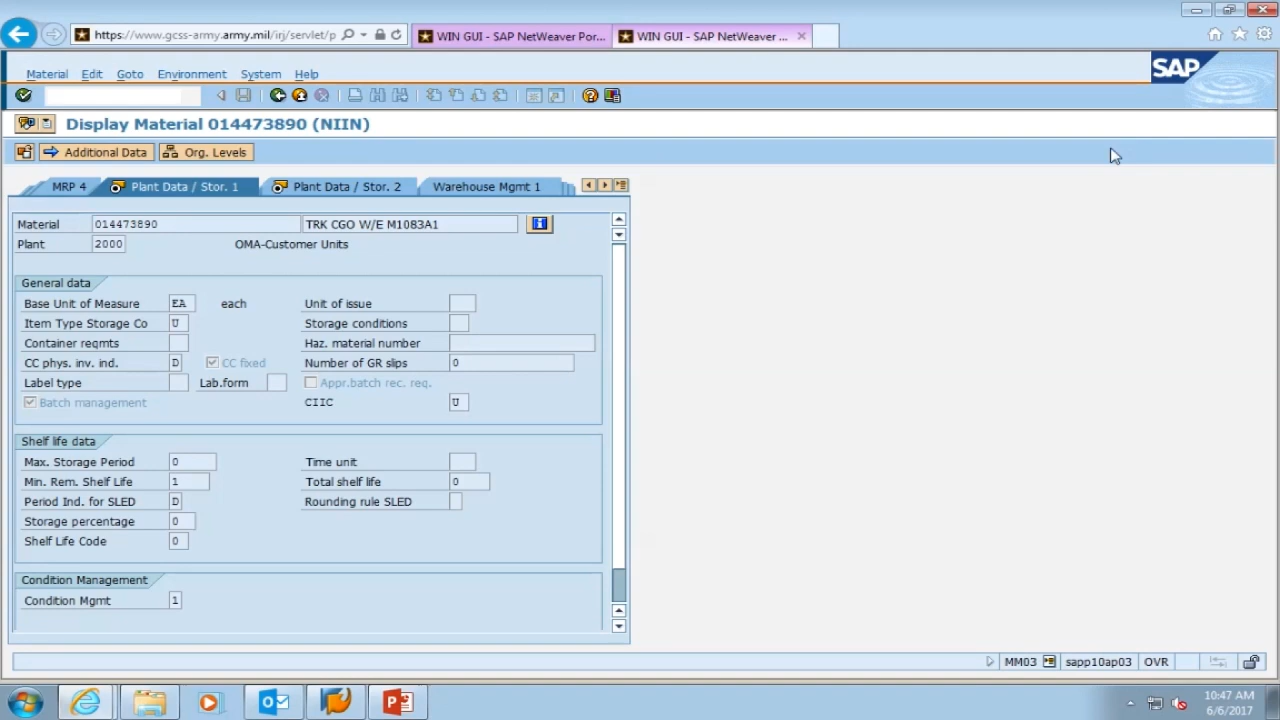 https://www.gcss-army.army.mil/irj/servlet/p
WIN GUI - SAP NetWeaver Por...
WIN GUI - SAP NetWeaver ...
Material Edit Goto Environment System Help
SAP
Display Material 014473890 (NIIN)
Additional Data Org. Levels
MRP 4 Plant Data / Stor. 1 Plant Data / Stor. 2 Warehouse Mgmt 1
Material 014473890 TRK CGO W/E M1083A1
Plant 2000 OMA-Customer Units
General data
Base Unit of Measure EA each Unit of issue
Item Type Storage Co U Storage conditions
Container reqmts Haz. material number
CC phys. inv. ind. D CC fixed Number of GR slips 0
Label type Lab.form Appr.batch rec. req.
Batch management CIIC U
Shelf life data
Max. Storage Period 0 Time unit
Min. Rem. Shelf Life 1 Total shelf life 0
Period Ind. for SLED D Rounding rule SLED
Storage percentage 0
Shelf Life Code 0
Condition Management
Condition Mgmt 1
MM03 sapp10ap03 OVR
10:47 AM
6/6/2017